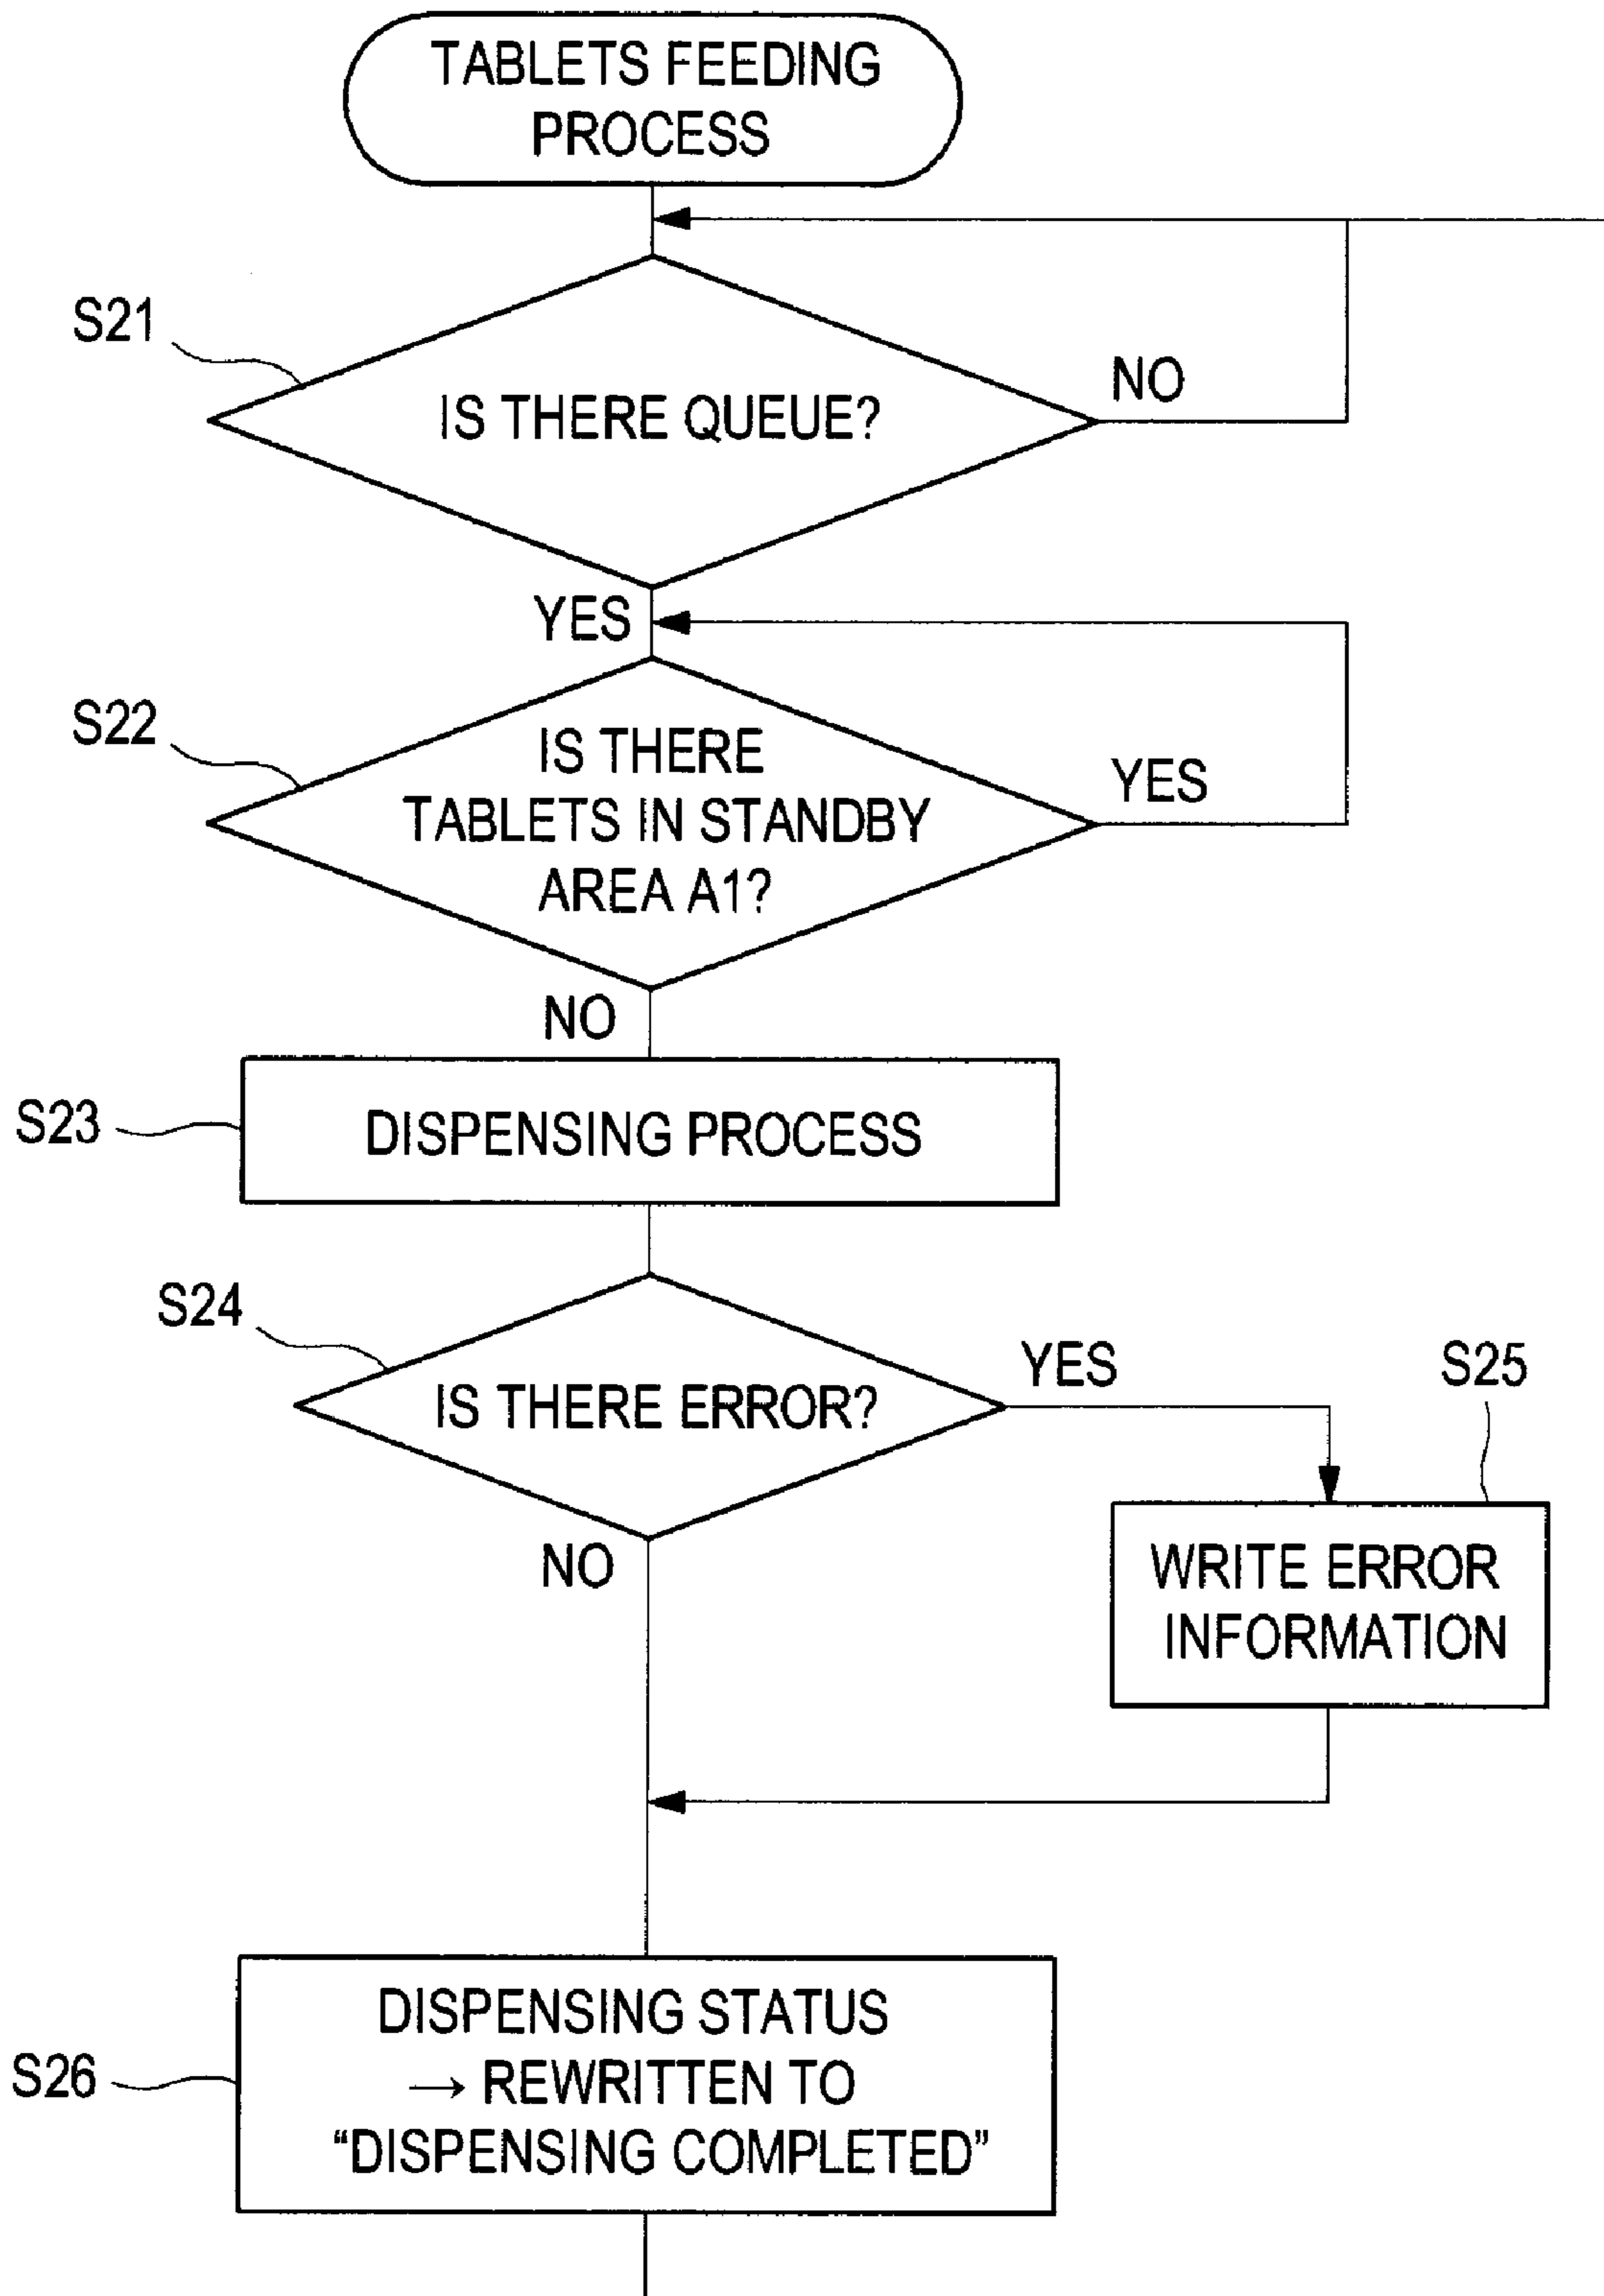 TABLETS FEEDING
PROCESS
S21
IS THERE QUEUE?
NO
YES
S22
IS THERE
TABLETS IN STANDBY
AREA A1?
YES
NO
S23
DISPENSING PROCESS
S24
IS THERE ERROR?
YES
S25
NO
WRITE ERROR
INFORMATION
S26
DISPENSING STATUS
→ REWRITTEN TO
“DISPENSING COMPLETED”